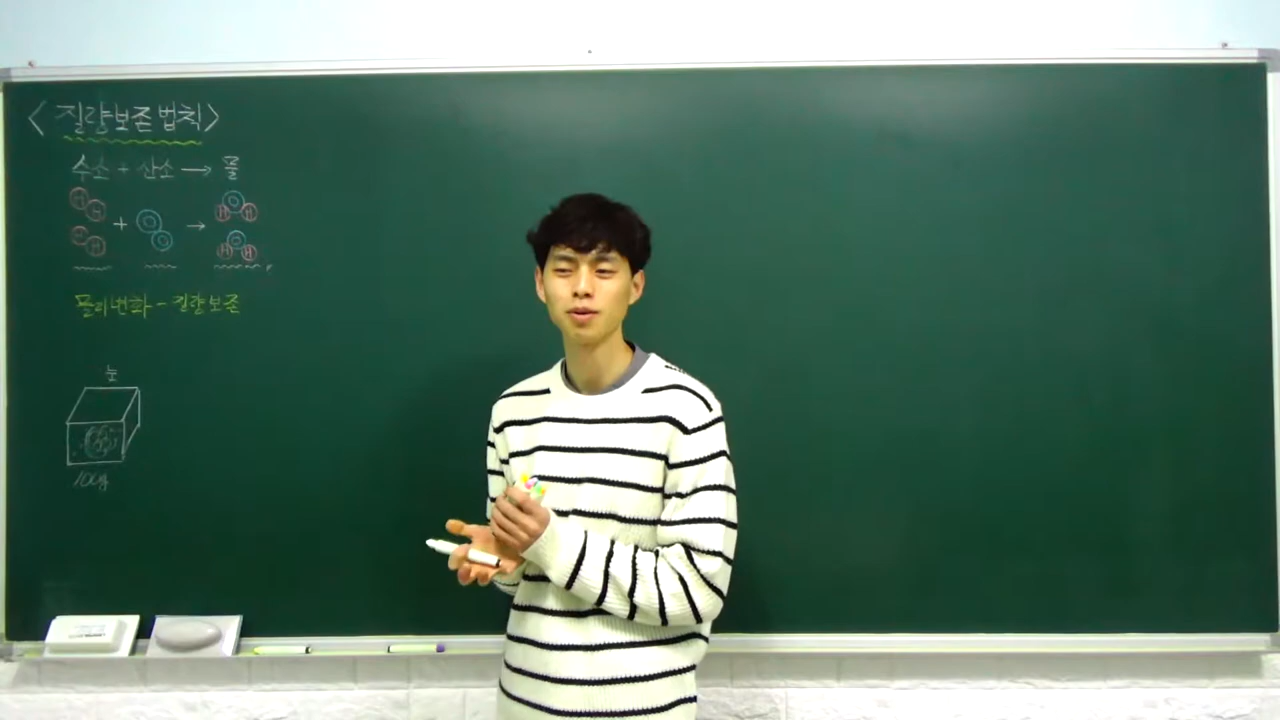 < 질량보존법칙 >
수소 + 산소 → 물
H H O O H O H
+ →
H H O O H O H
물리변화 - 질량보존
눈
100g